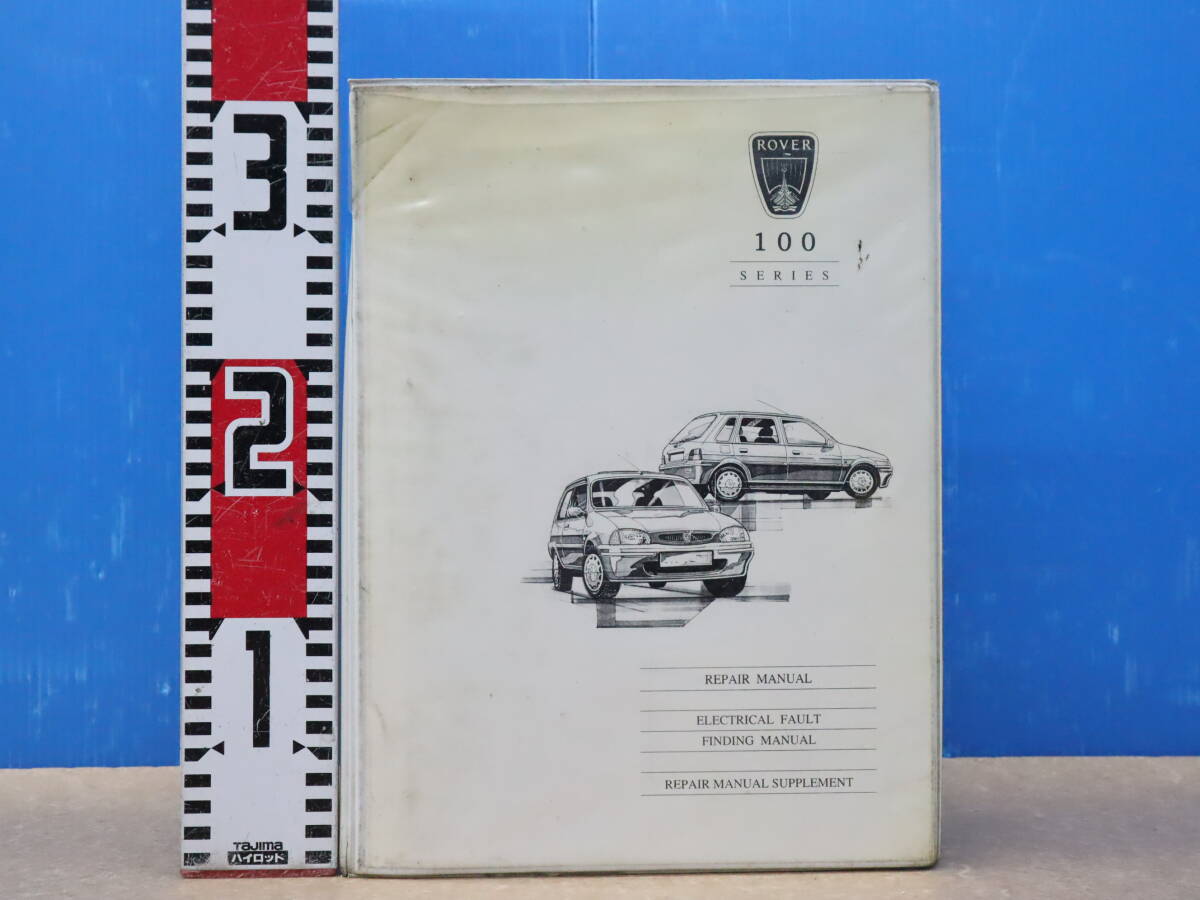 3
2
1
Tajima
ハイロッド
ROVER
100
SERIES
REPAIR MANUAL
ELECTRICAL FAULT
FINDING MANUAL
REPAIR MANUAL SUPPLEMENT